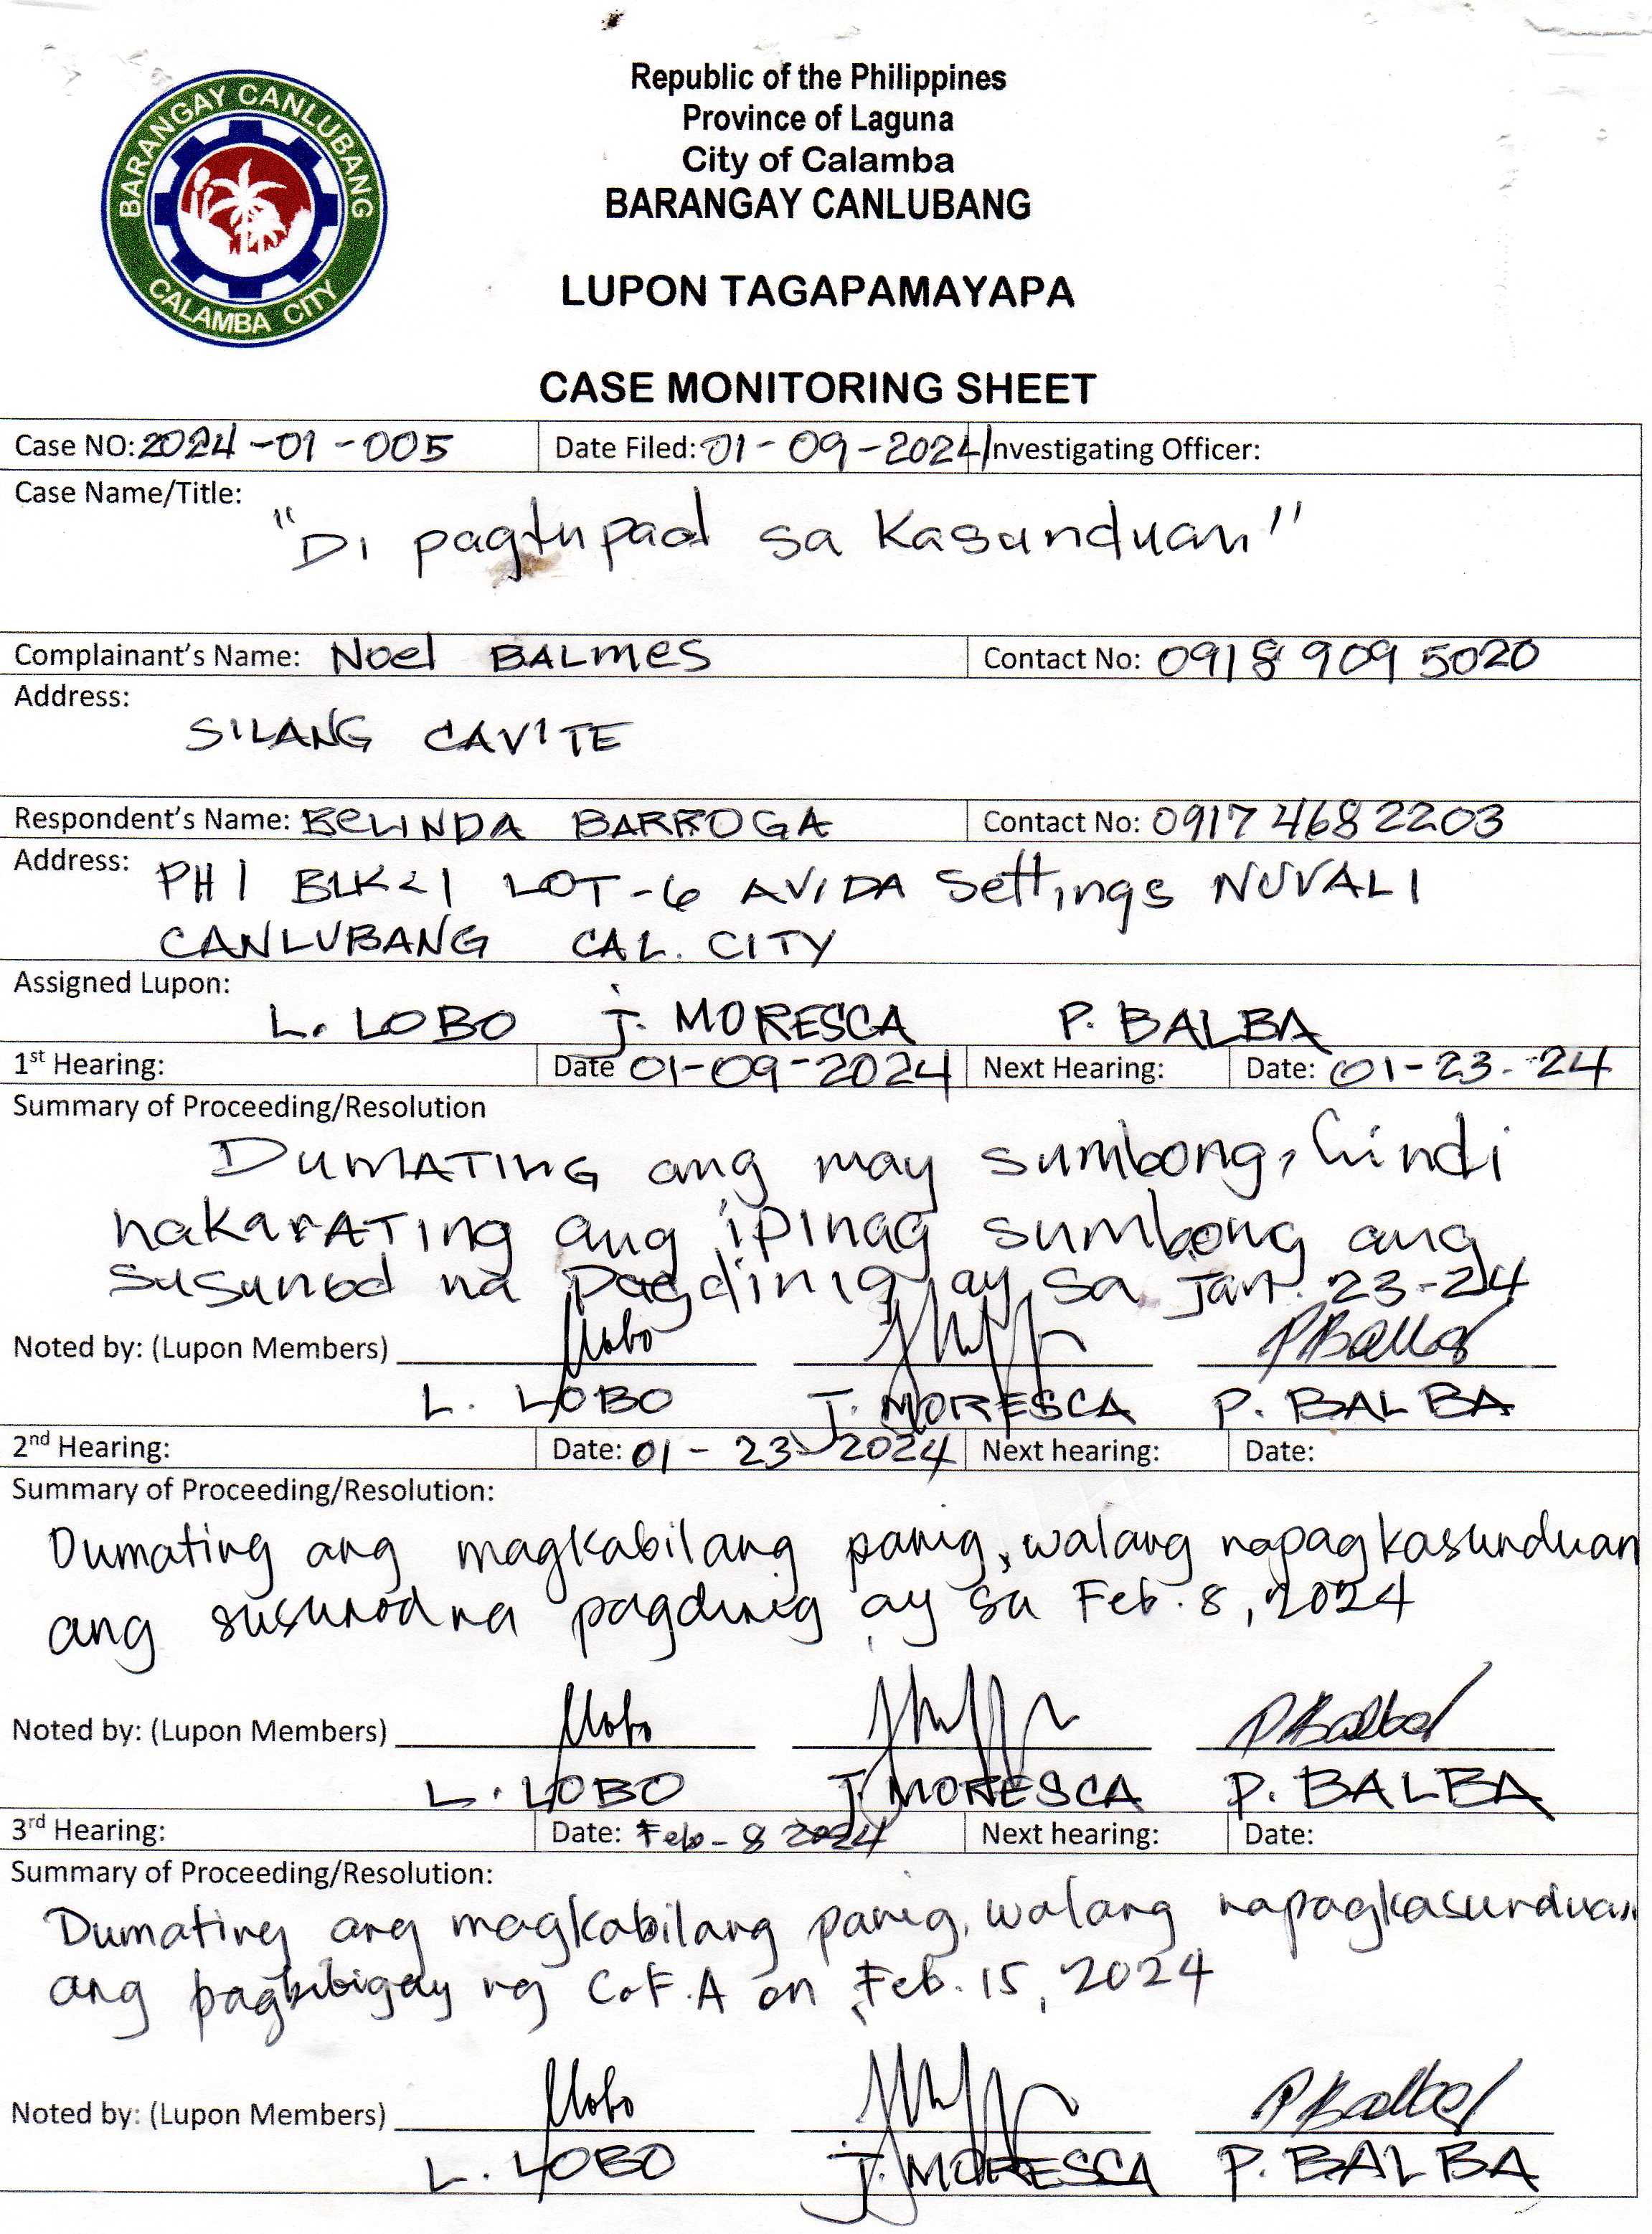 BARANGAY CANLUBANG
CALAMBA CITY
Republic of the Philippines
Province of Laguna
City of Calamba
BARANGAY CANLUBANG
LUPON TAGAPAMAYAPA
CASE MONITORING SHEET
Case NO: 2024-01-005 Date Filed: 01-09-2024 Investigating Officer:
Case Name/Title:
"Di pagtupad sa Kasunduan"
Complainant's Name: Noel BALMES Contact No: 0918 909 5020
Address:
SILANG CAVITE
Respondent's Name: BELINDA BARROGA Contact No: 0917 468 2203
Address: PH1 BLK21 LOT-6 AVIDA Settings NUVALI
CANLUBANG CAL. CITY
Assigned Lupon:
L. LOBO J. MORESCA P. BALBA
1st Hearing: Date 01-09-2024 Next Hearing: Date: 01-23-24
Summary of Proceeding/Resolution
DUMATING ang may sumbong, hindi
nakarATING ang ipinag sumbong ang
susunod na pagdinig ay sa Jan. 23-24
Noted by: (Lupon Members)
L. LOBO J. MORESCA P. BALBA
2nd Hearing: Date: 01-23-2024 Next hearing: Date:
Summary of Proceeding/Resolution:
Dumating ang magkabilang panig, walang napagkasunduan
ang susunod na pagdinig ay sa Feb. 8, 2024
Noted by: (Lupon Members)
L. LOBO J. MORESCA P. BALBA
3rd Hearing: Date: Feb-8 2024 Next hearing: Date:
Summary of Proceeding/Resolution:
Dumating ang magkabilang panig, walang napagkasunduan
ang pagbibigay ng C.F.A on Feb. 15, 2024
Noted by: (Lupon Members)
L. LOBO J. MORESCA P. BALBA